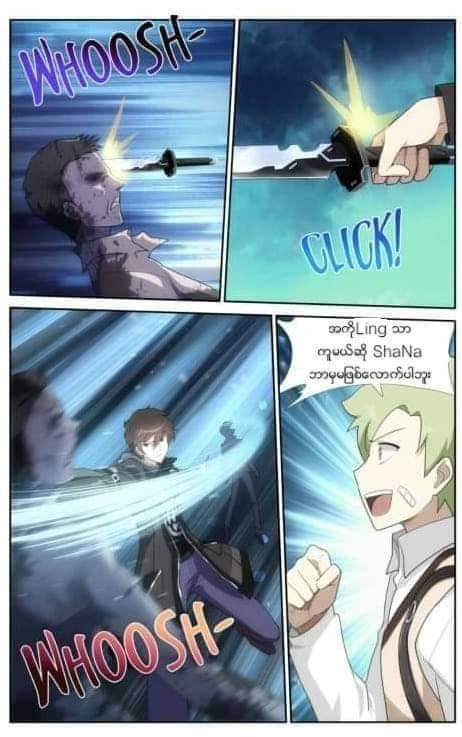 WHOOSH-
CLICK!
အကိုLing သာ
ကူမယ်ဆို ShaNa
ဘာမှမဖြစ်လောက်ပါဘူး
WHOOSH-